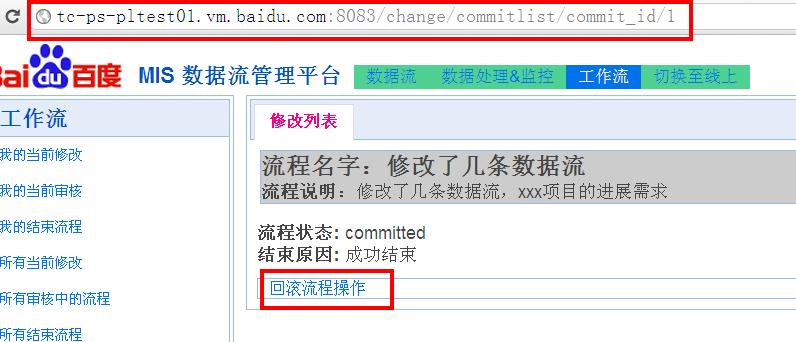 tc-ps-pltest01.vm.baidu.com:8083/change/commitlist/commit_id/1
Bai du 百度 MIS 数据流管理平台 数据流 数据处理&监控 工作流 切换至线上
工作流
我的当前修改
我的当前审核
我的结束流程
所有当前修改
所有审核中的流程
所有结束流程
修改列表
流程名字：修改了几条数据流
流程说明：修改了几条数据流，xxx项目的进展需求
流程状态: committed
结束原因: 成功结束
回滚流程操作